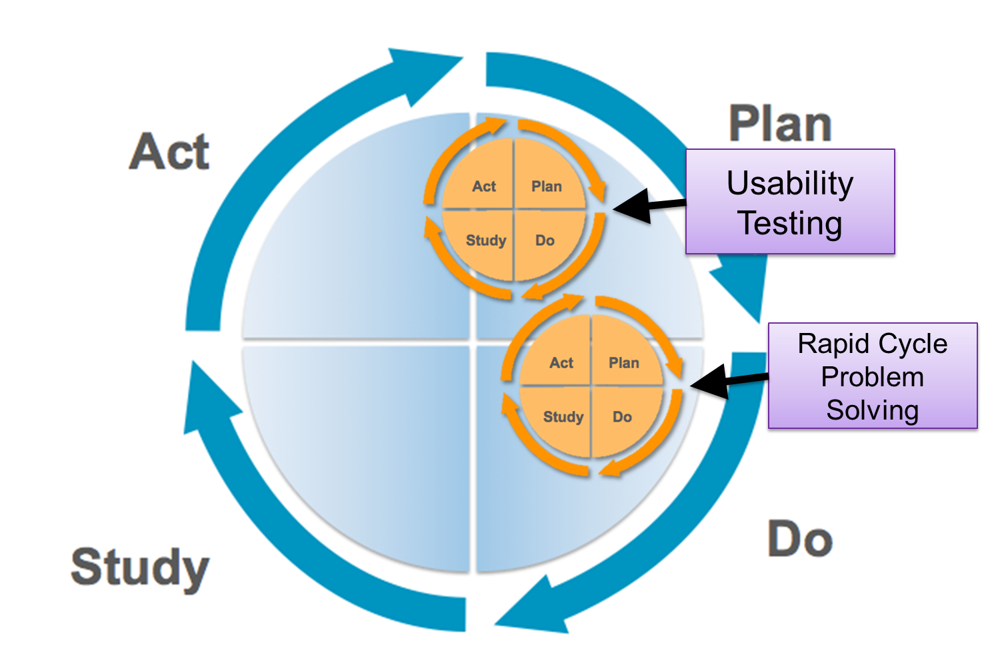 Act
Plan
Usability
Testing
Act
Plan
Study
Do
Rapid Cycle
Problem
Solving
Act
Plan
Study
Do
Study
Do